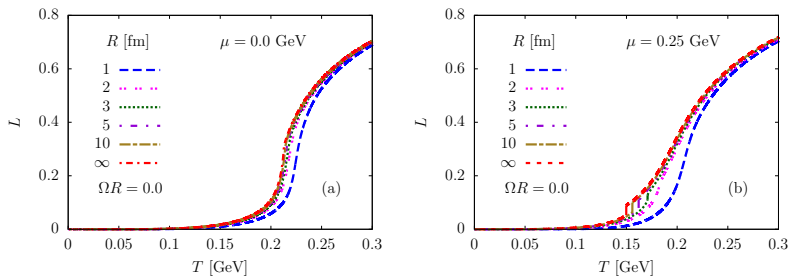 0.8
0.6
0.4
0.2
0
L
R [fm]
1
2
3
5
10
∞
ΩR = 0.0
μ = 0.0 GeV
(a)
0 0.05 0.1 0.15 0.2 0.25 0.3
T [GeV]
0.8
0.6
0.4
0.2
0
L
R [fm]
1
2
3
5
10
∞
ΩR = 0.0
μ = 0.25 GeV
(b)
0 0.05 0.1 0.15 0.2 0.25 0.3
T [GeV]